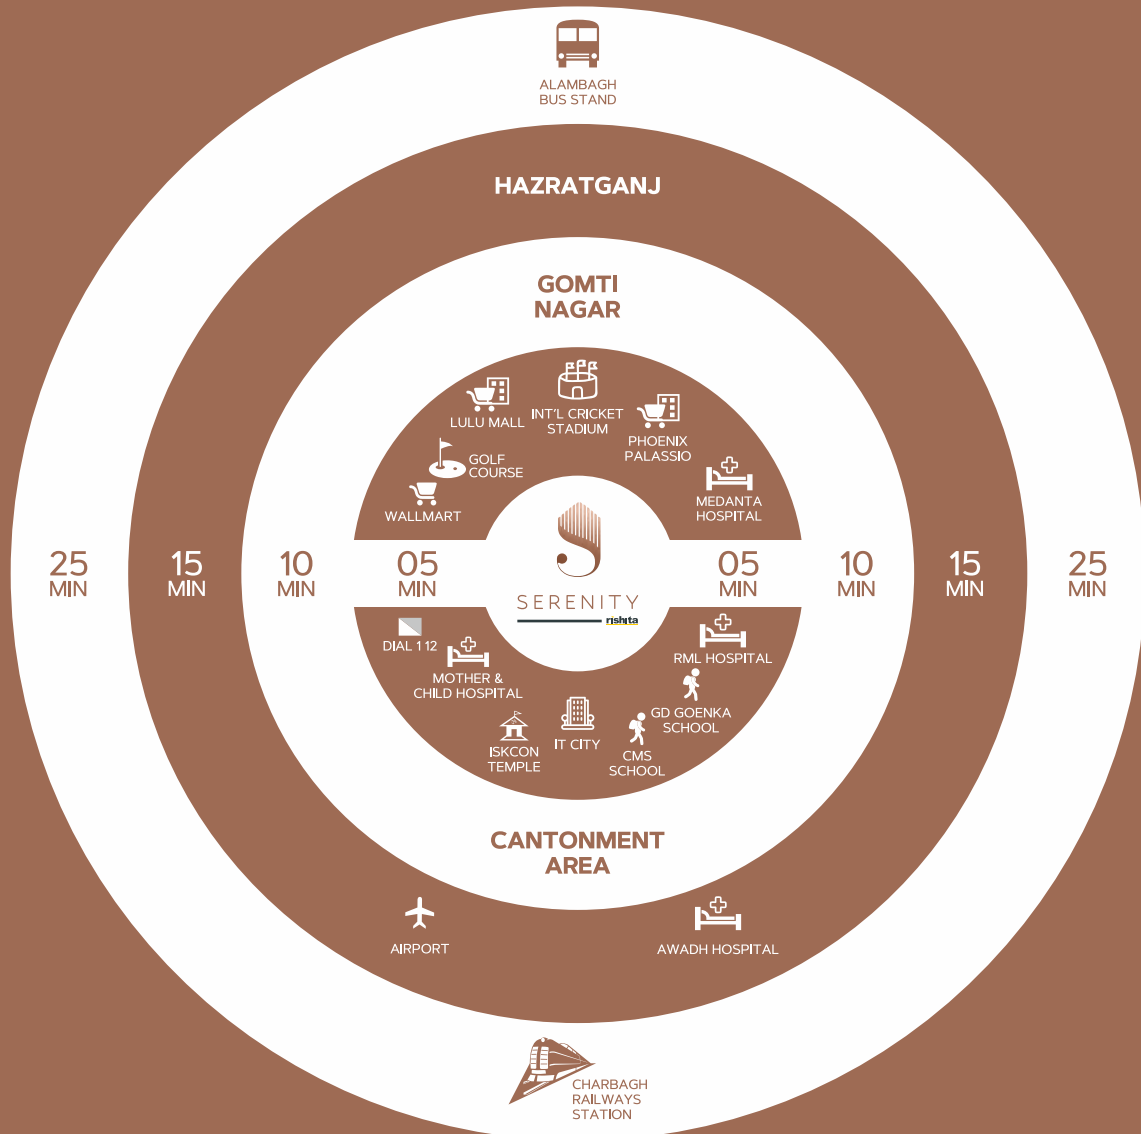 ALAMBAGH
BUS STAND
HAZRATGANJ
GOMTI
NAGAR
LULU MALL
INT'L CRICKET
STADIUM
PHOENIX
PALASSIO
GOLF
COURSE
WALLMART
MEDANTA
HOSPITAL
25
MIN
15
MIN
10
MIN
05
MIN
SERENITY
rishita
05
MIN
10
MIN
15
MIN
25
MIN
DIAL 112
MOTHER &
CHILD HOSPITAL
ISKCON
TEMPLE
IT CITY
CMS
SCHOOL
GD GOENKA
SCHOOL
RML HOSPITAL
CANTONMENT
AREA
AIRPORT
AWADH HOSPITAL
CHARBAGH
RAILWAYS
STATION